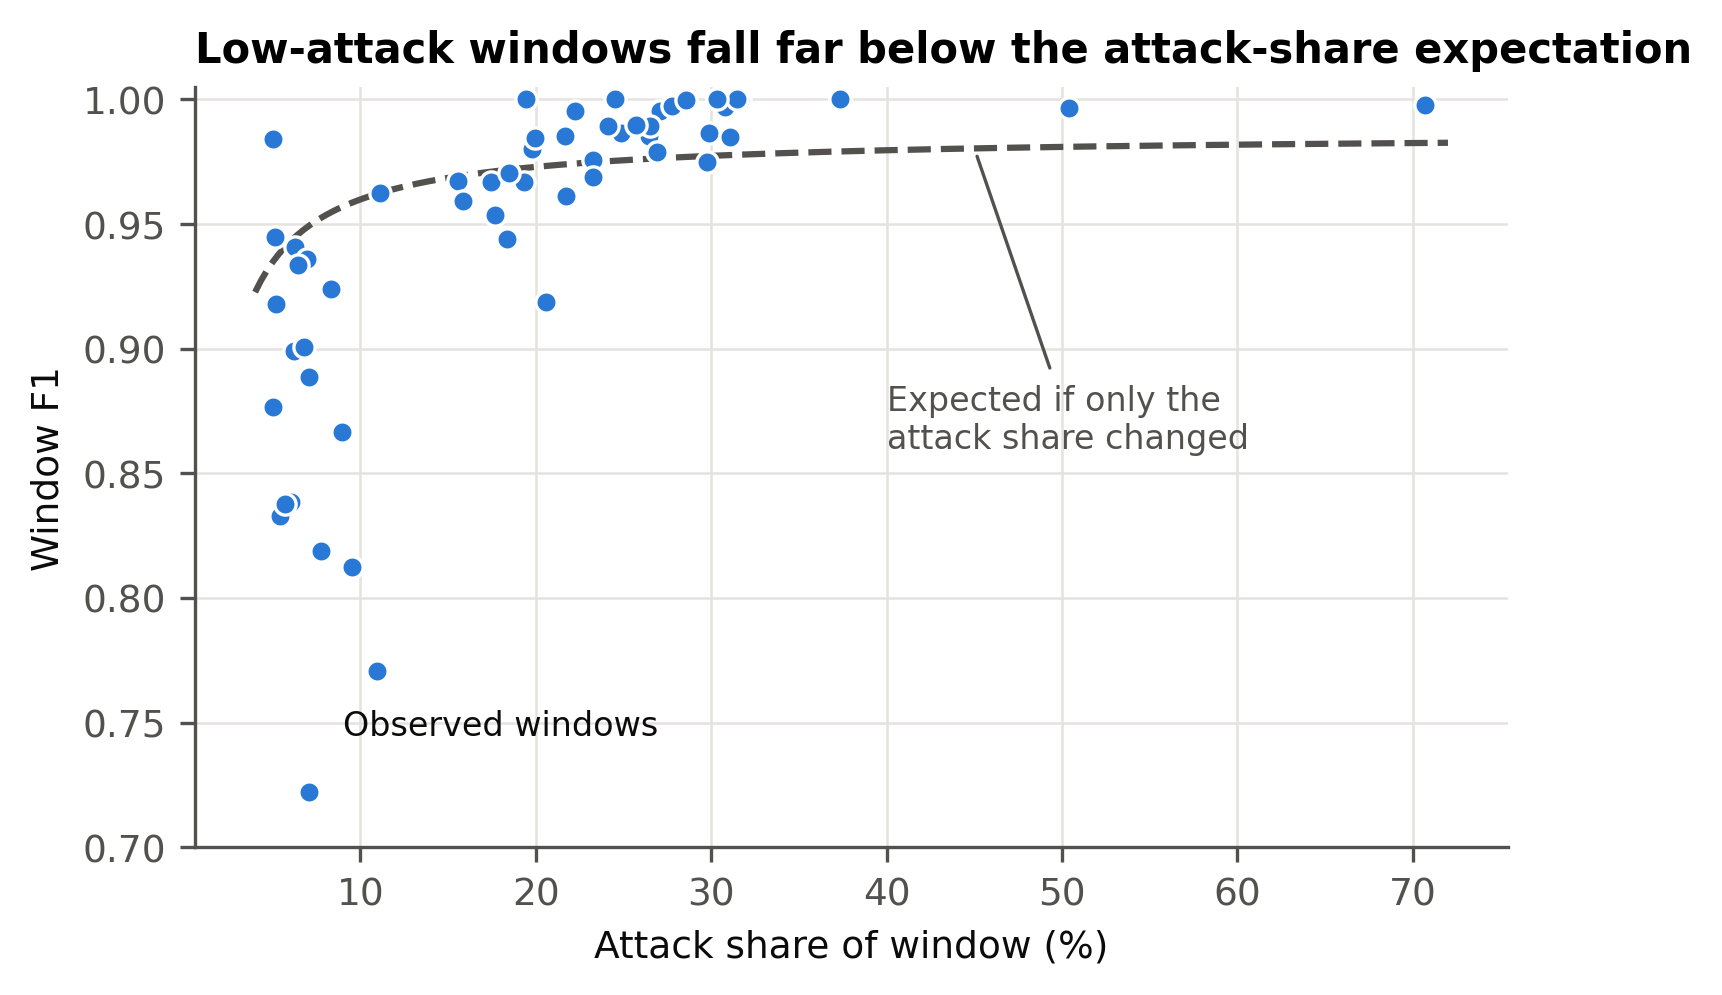 Low-attack windows fall far below the attack-share expectation
1.00
0.95
0.90
0.85
0.80
0.75
0.70
Window F1
Expected if only the
attack share changed
Observed windows
10 20 30 40 50 60 70
Attack share of window (%)